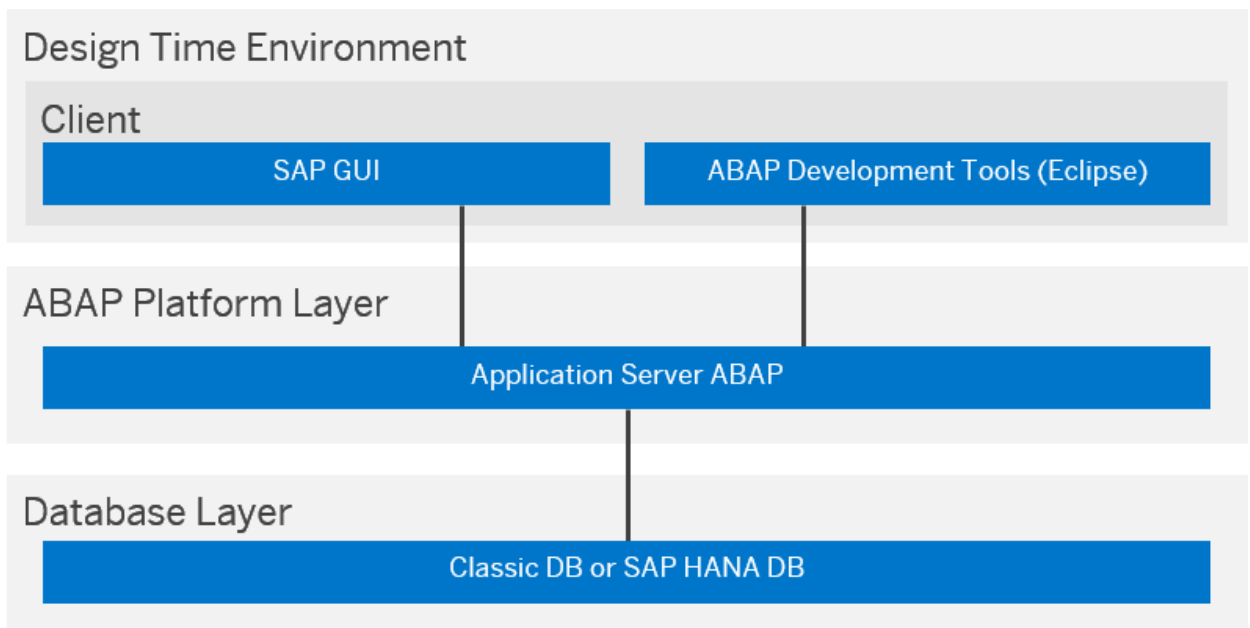 Design Time Environment
Client
SAP GUI
ABAP Development Tools (Eclipse)
ABAP Platform Layer
Application Server ABAP
Database Layer
Classic DB or SAP HANA DB